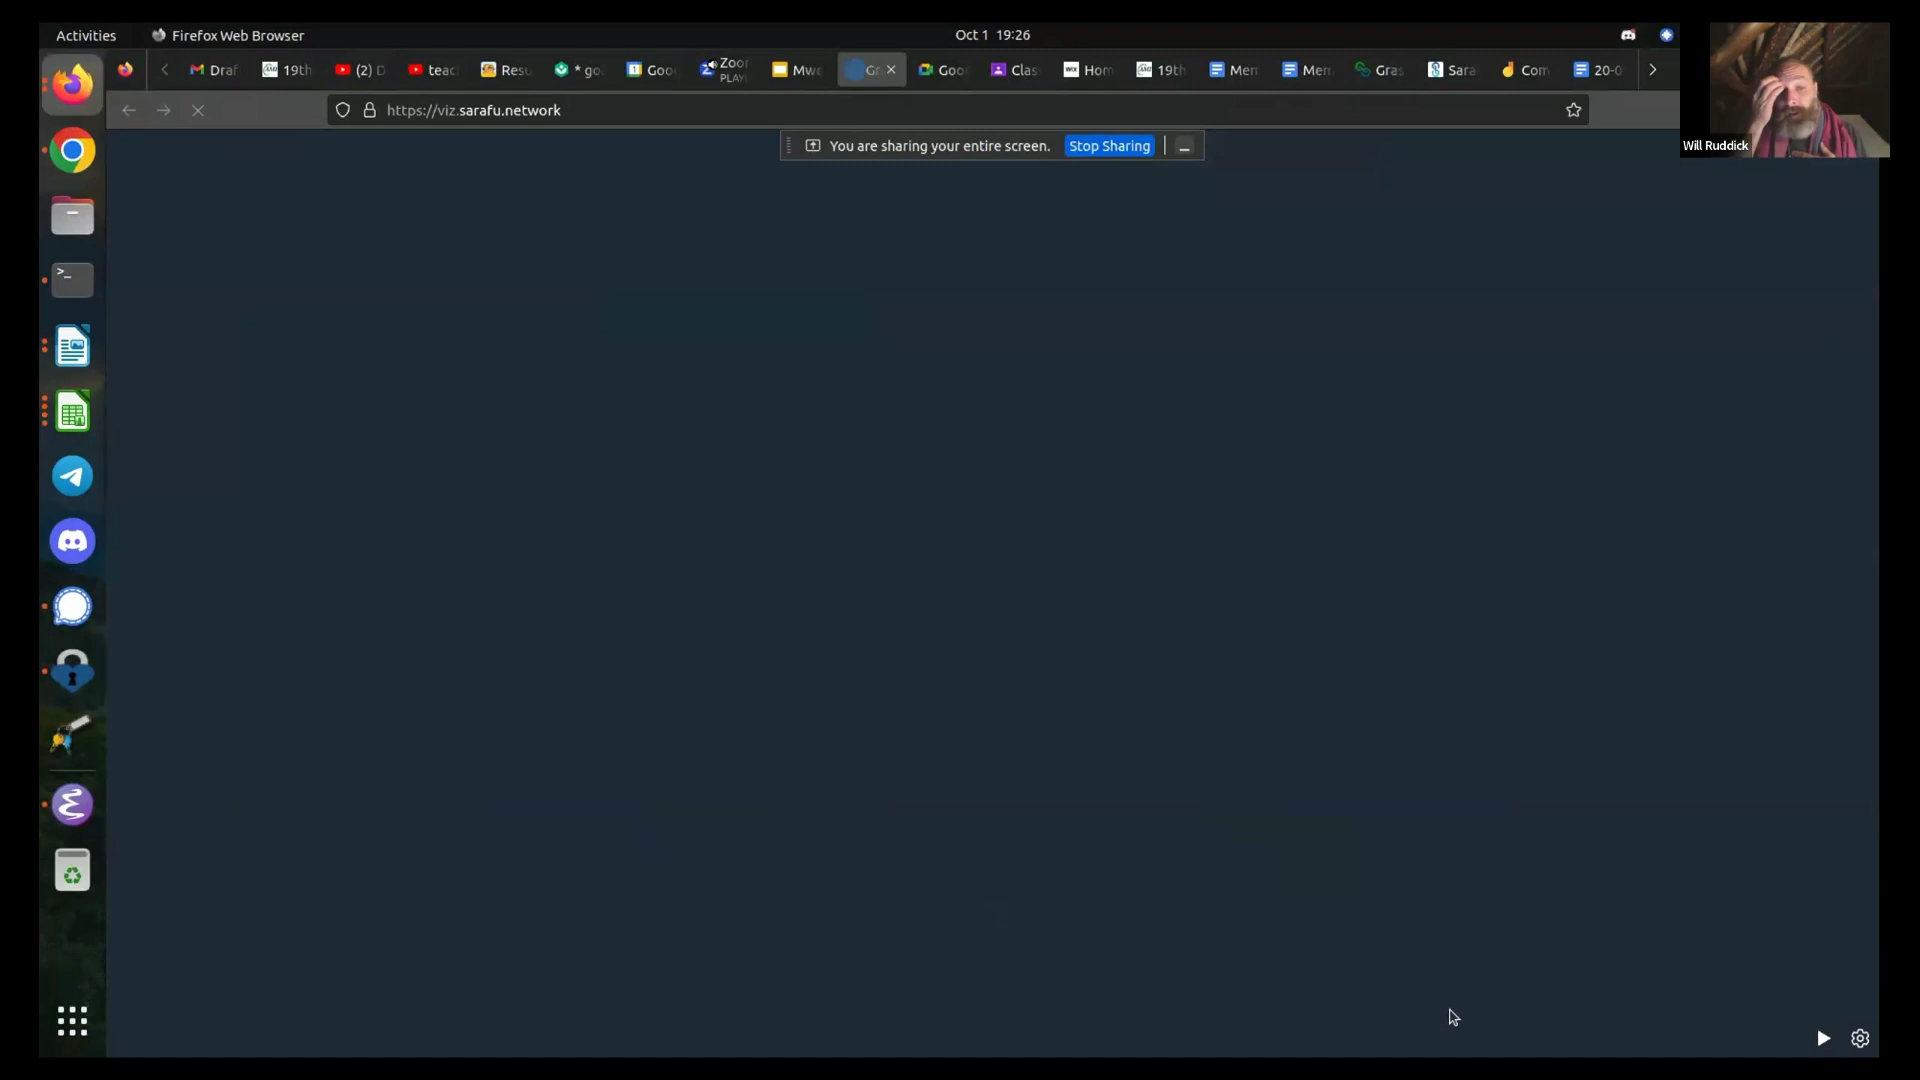 Activities Firefox Web Browser Oct 1 19:26
Draf 19th (2) D teac Resu * go Goo Zoor Mwe Gr Goo Clas Hom 19th Men Mem Gras Sara Com 20-0
PLAY
https://viz.sarafu.network
You are sharing your entire screen. Stop Sharing
Will Ruddick